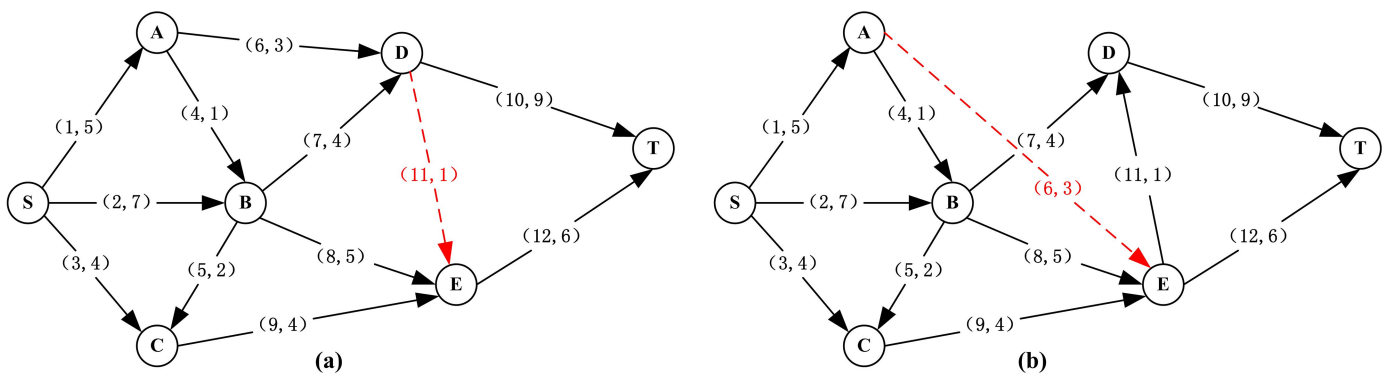 A
(6,3)
D
(4,1)
(10,9)
(1,5)
(7,4)
T
(11,1)
S
(2,7)
B
(3,4)
(5,2)
(8,5)
(12,6)
E
(9,4)
C
(a)
A
D
(4,1)
(10,9)
(1,5)
(7,4)
T
(11,1)
(6,3)
S
(2,7)
B
(3,4)
(5,2)
(8,5)
(12,6)
E
(9,4)
C
(b)